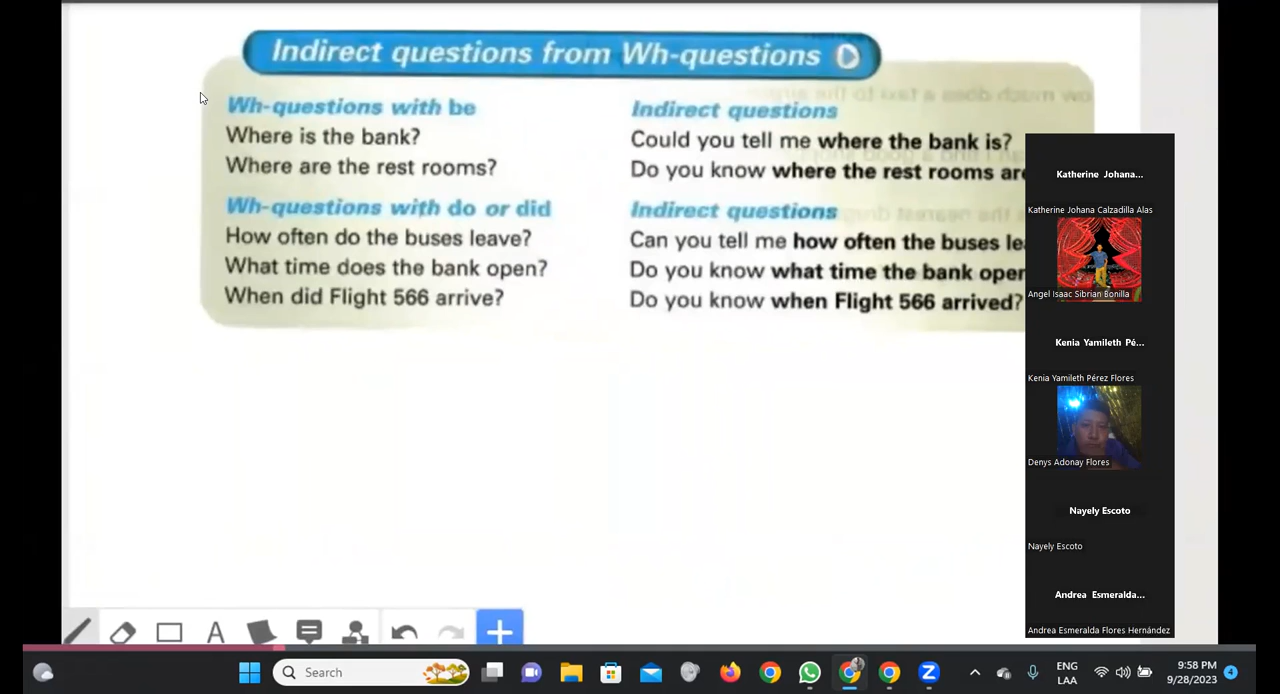 Indirect questions from Wh-questions
Wh-questions with be
Where is the bank?
Where are the rest rooms?
Indirect questions
Could you tell me where the bank is?
Do you know where the rest rooms are
Wh-questions with do or did
How often do the buses leave?
What time does the bank open?
When did Flight 566 arrive?
Indirect questions
Can you tell me how often the buses lea
Do you know what time the bank open
Do you know when Flight 566 arrived?
Katherine Johana...
Katherine Johana Calzadilla Alas
Angel Isaac Sibrian Bonilla
Kenia Yamileth Pé...
Kenia Yamileth Pérez Flores
Denys Adonay Flores
Nayely Escoto
Nayely Escoto
Andrea Esmeralda...
Andrea Esmeralda Flores Hernández
A
Search
ENG
LAA
9:58 PM
9/28/2023
4